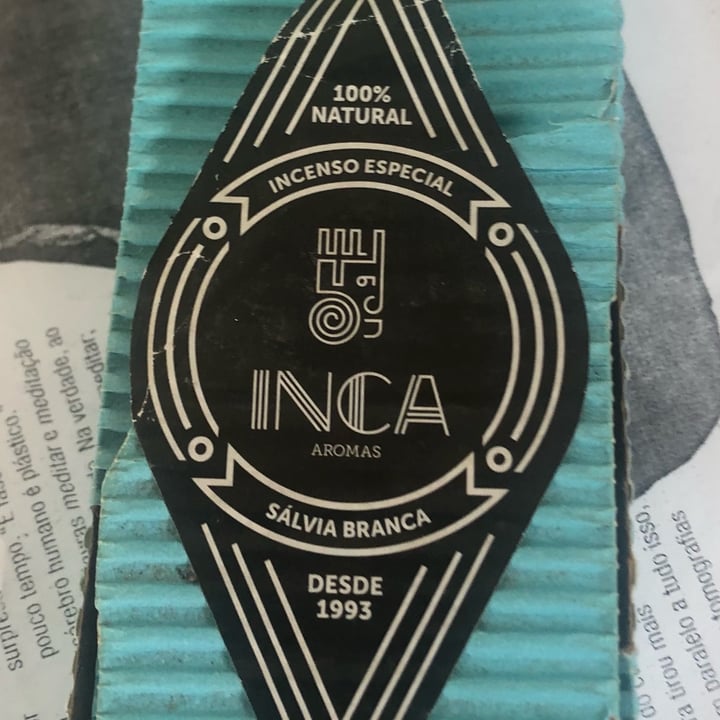 100%
NATURAL
INCENSO ESPECIAL
INCA
AROMAS
SÁLVIA BRANCA
DESDE
1993
pouco tempo, "É
cérebro humano é plástico,
meditar e meditação
Na verdade, ao
meditar,
tirou mais
paralelo a tudo isso,
tomografias